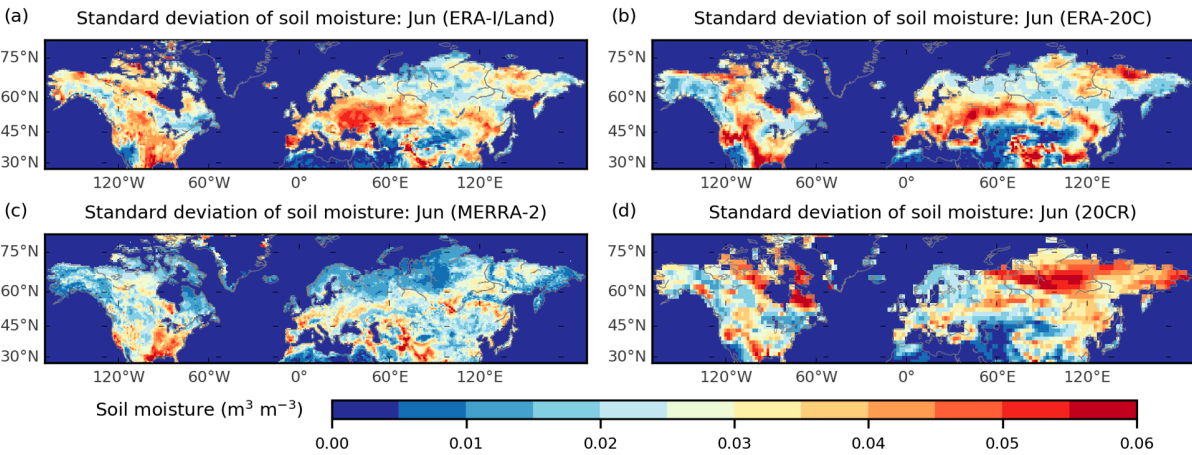 (a) Standard deviation of soil moisture: Jun (ERA-I/Land)
75°N
60°N
45°N
30°N
120°W 60°W 0° 60°E 120°E
(b) Standard deviation of soil moisture: Jun (ERA-20C)
75°N
60°N
45°N
30°N
120°W 60°W 0° 60°E 120°E
(c) Standard deviation of soil moisture: Jun (MERRA-2)
75°N
60°N
45°N
30°N
120°W 60°W 0° 60°E 120°E
(d) Standard deviation of soil moisture: Jun (20CR)
75°N
60°N
45°N
30°N
120°W 60°W 0° 60°E 120°E
Soil moisture (m³ m⁻³)
0.00 0.01 0.02 0.03 0.04 0.05 0.06